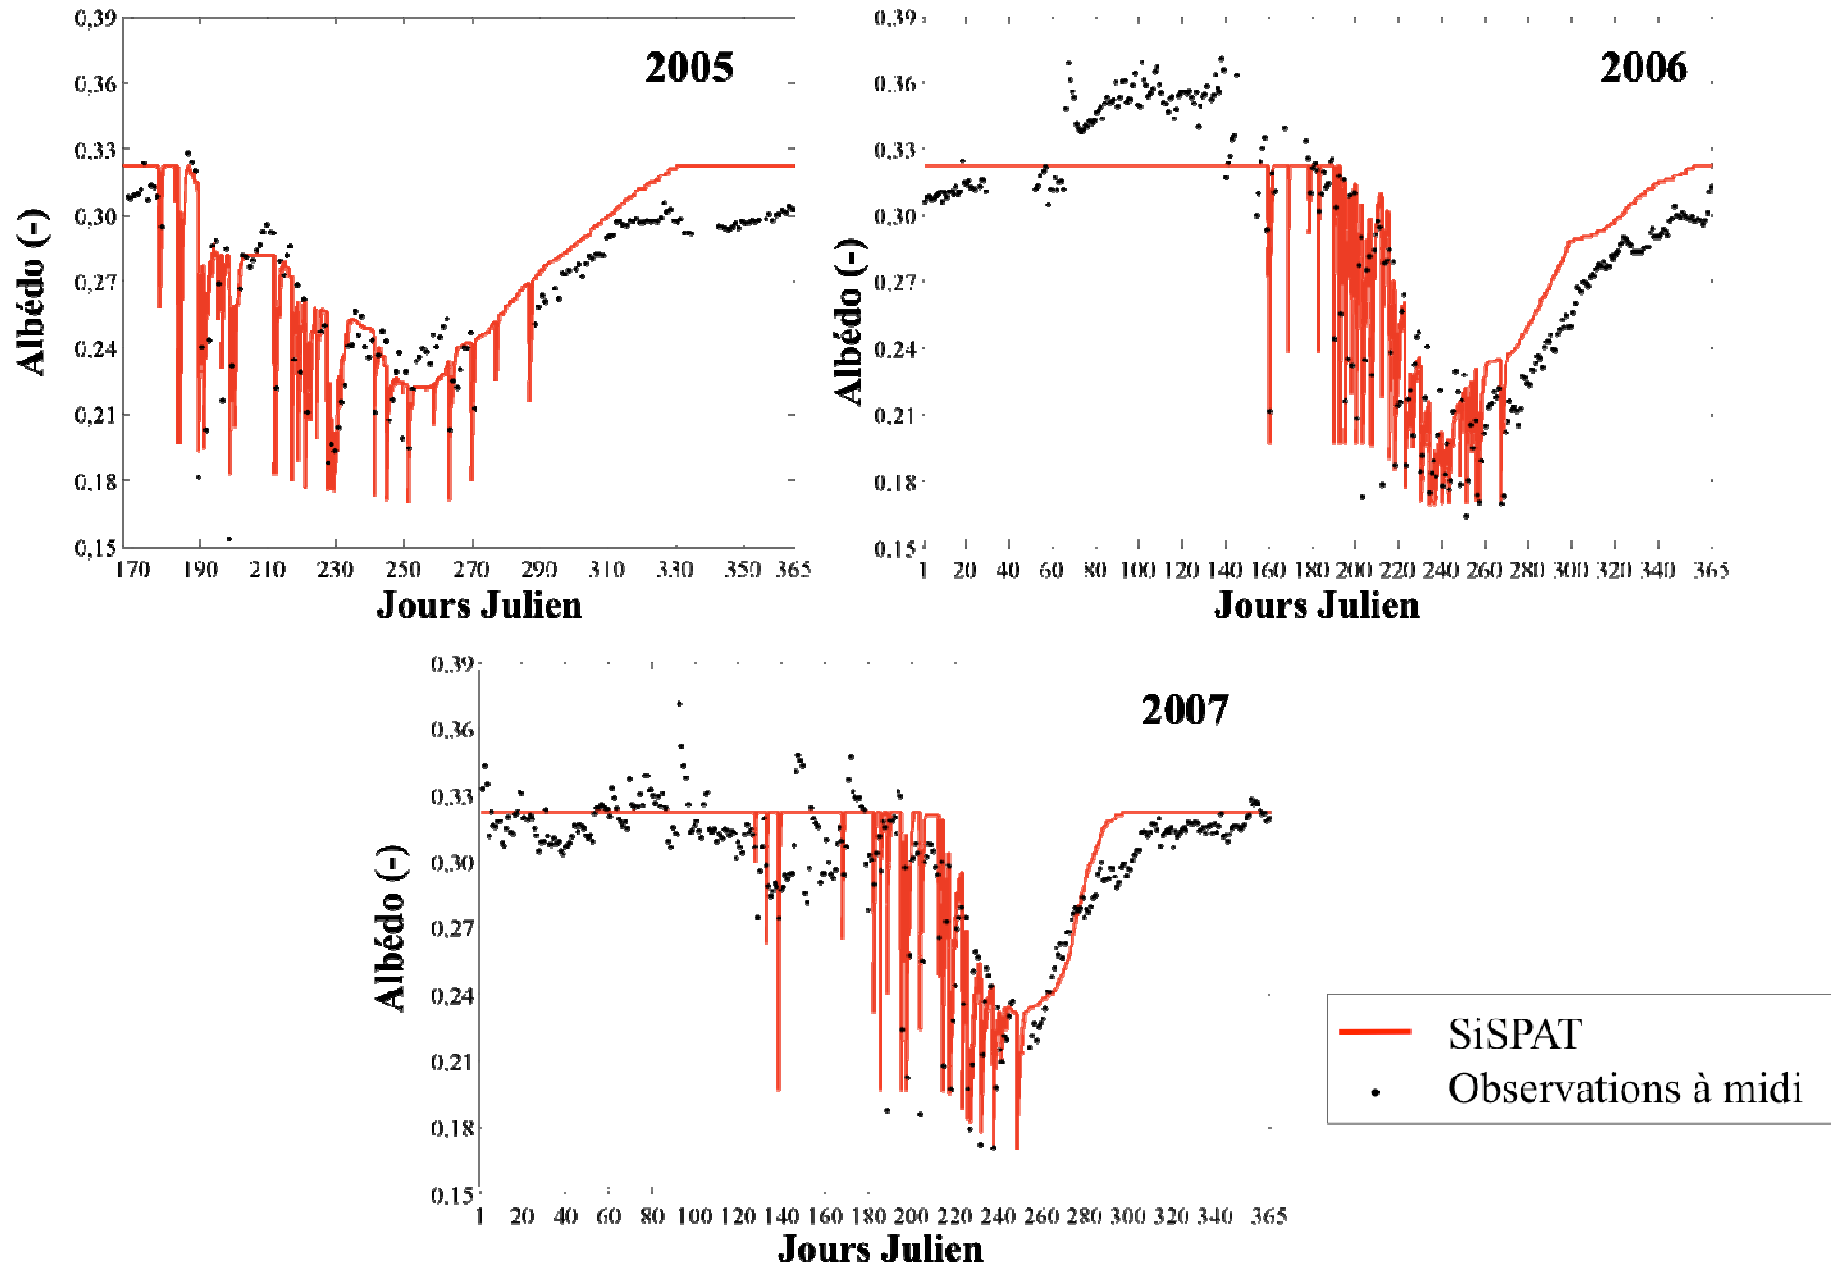 2005
Albédo (-)
0,39
0,36
0,33
0,30
0,27
0,24
0,21
0,18
0,15
170 190 210 230 250 270 290 310 330 350 365
Jours Julien
2006
Albédo (-)
0,39
0,36
0,33
0,30
0,27
0,24
0,21
0,18
0,15
1 20 40 60 80 100 120 140 160 180 200 220 240 260 280 300 320 340 365
Jours Julien
2007
Albédo (-)
0,39
0,36
0,33
0,30
0,27
0,24
0,21
0,18
0,15
1 20 40 60 80 100 120 140 160 180 200 220 240 260 280 300 340 365
Jours Julien
SiSPAT
Observations à midi